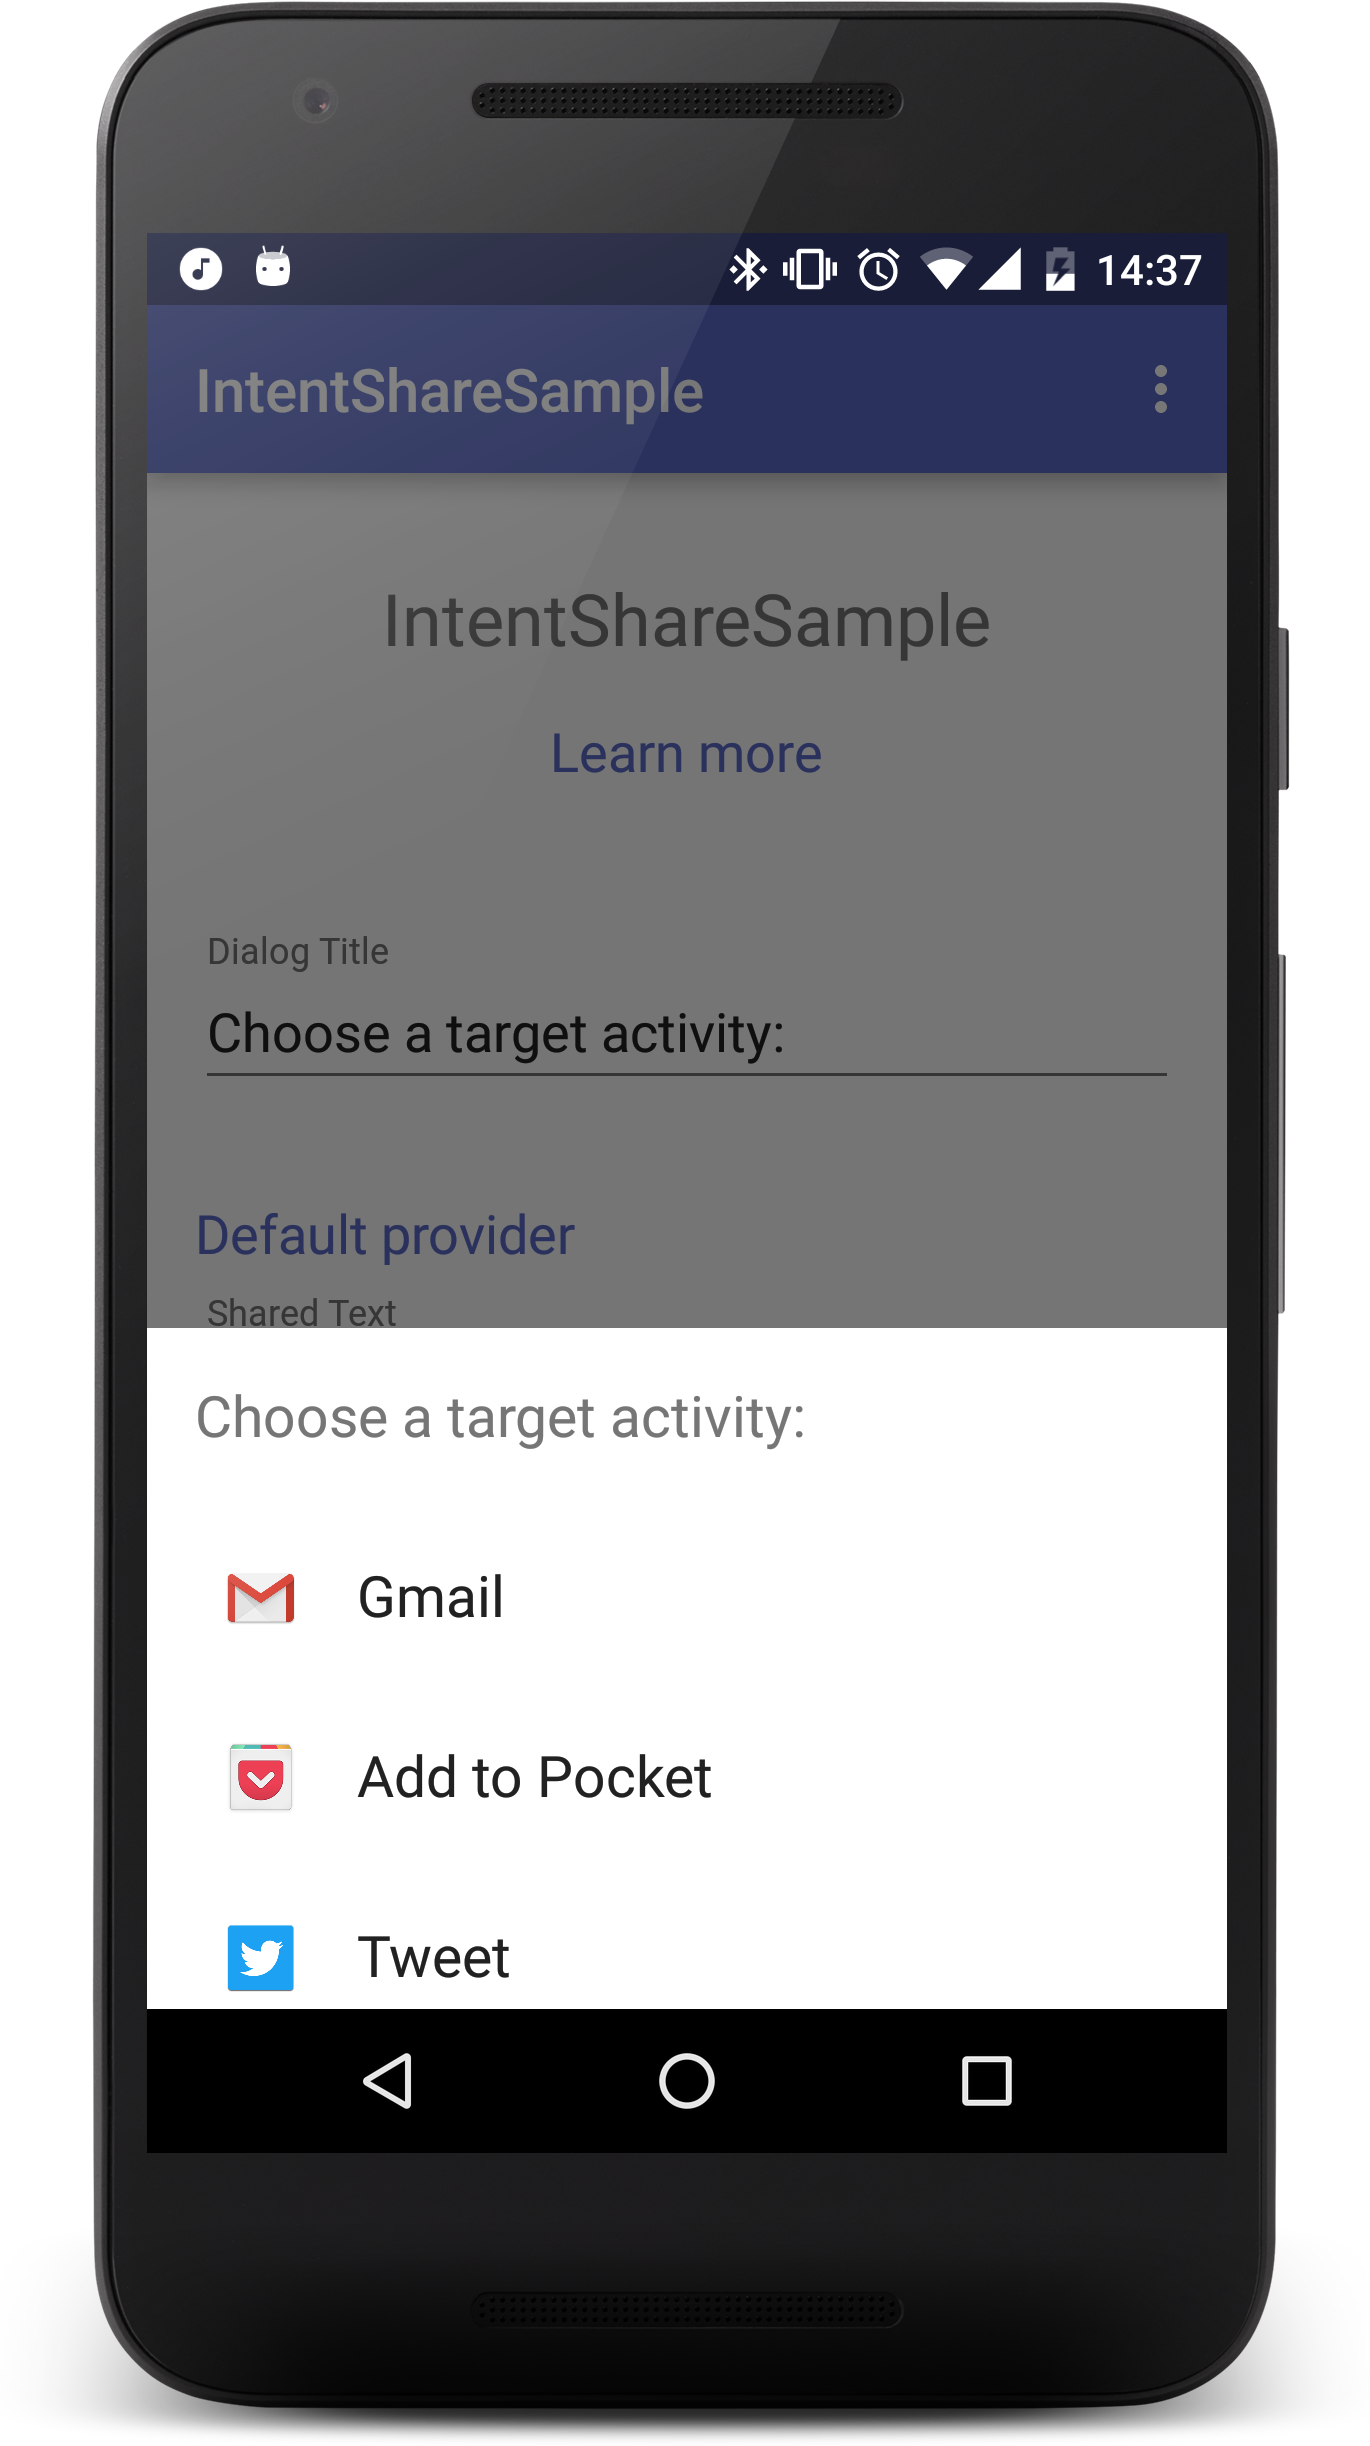 14:37
IntentShareSample
IntentShareSample
Learn more
Dialog Title
Choose a target activity:
Default provider
Shared Text
Choose a target activity:
Gmail
Add to Pocket
Tweet